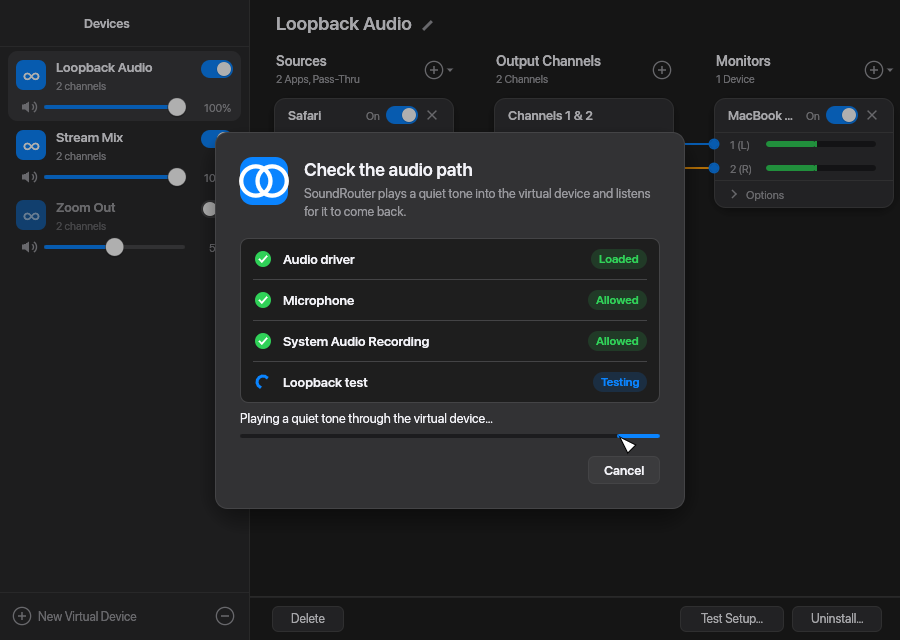 Devices
Loopback Audio
2 channels
100%
Stream Mix
2 channels
Zoom Out
2 channels
New Virtual Device
Loopback Audio
Sources
2 Apps, Pass-Thru
Output Channels
2 Channels
Monitors
1 Device
Safari
On
Channels 1 & 2
MacBook ...
On
1 (L)
2 (R)
Options
Check the audio path
SoundRouter plays a quiet tone into the virtual device and listens
for it to come back.
Audio driver
Loaded
Microphone
Allowed
System Audio Recording
Allowed
Loopback test
Testing
Playing a quiet tone through the virtual device...
Cancel
Delete
Test Setup...
Uninstall...